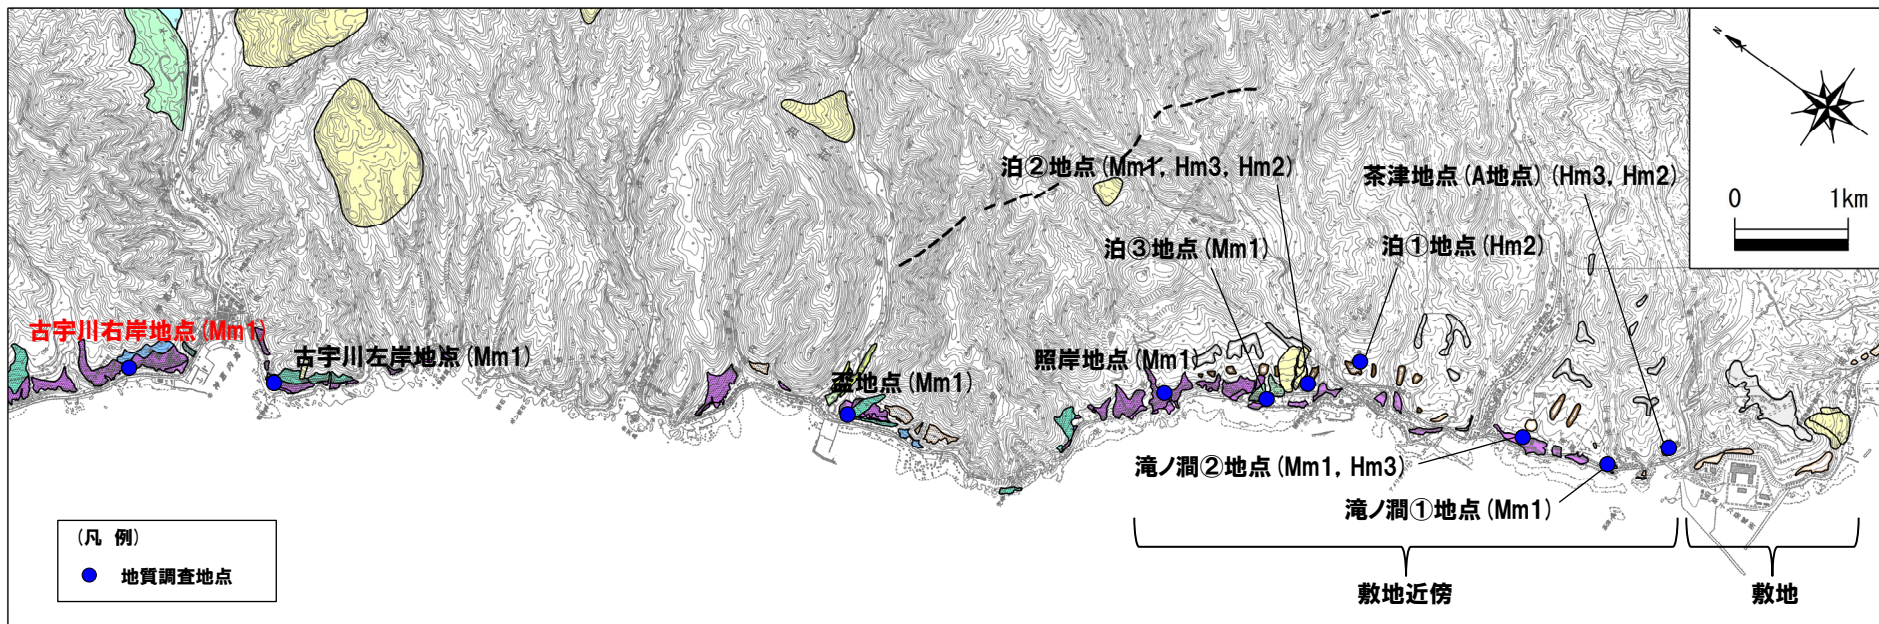 N
0 1km
泊②地点(Mm1, Hm3, Hm2)
茶津地点(A地点)(Hm3, Hm2)
泊③地点(Mm1)
泊①地点(Hm2)
古宇川右岸地点(Mm1)
古宇川左岸地点(Mm1)
盃地点(Mm1)
照岸地点(Mm1)
滝ノ澗②地点(Mm1, Hm3)
滝ノ澗①地点(Mm1)
(凡 例)
地質調査地点
敷地近傍
敷地